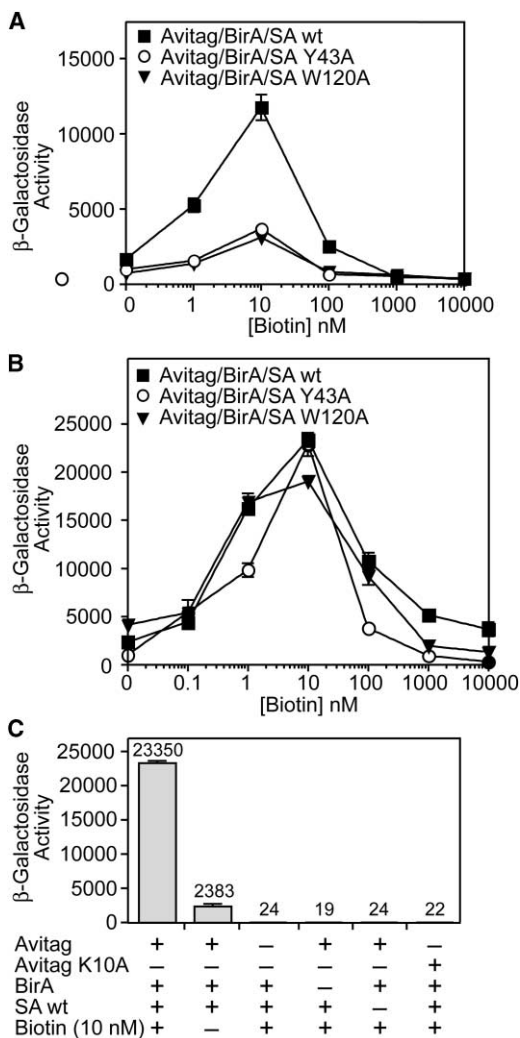 A
Avitag/BirA/SA wt
Avitag/BirA/SA Y43A
Avitag/BirA/SA W120A
β-Galactosidase
Activity
15000
10000
5000
0
0 1 10 100 1000 10000
[Biotin] nM
B
Avitag/BirA/SA wt
Avitag/BirA/SA Y43A
Avitag/BirA/SA W120A
β-Galactosidase
Activity
25000
20000
15000
10000
5000
0
0 0.1 1 10 100 1000 10000
[Biotin] nM
C
β-Galactosidase
Activity
25000
20000
15000
10000
5000
0
23350 2383 24 19 24 22
Avitag + + – + + –
Avitag K10A – – – – – +
BirA + + + – + +
SA wt + + + + – +
Biotin (10 nM) + – + + + +